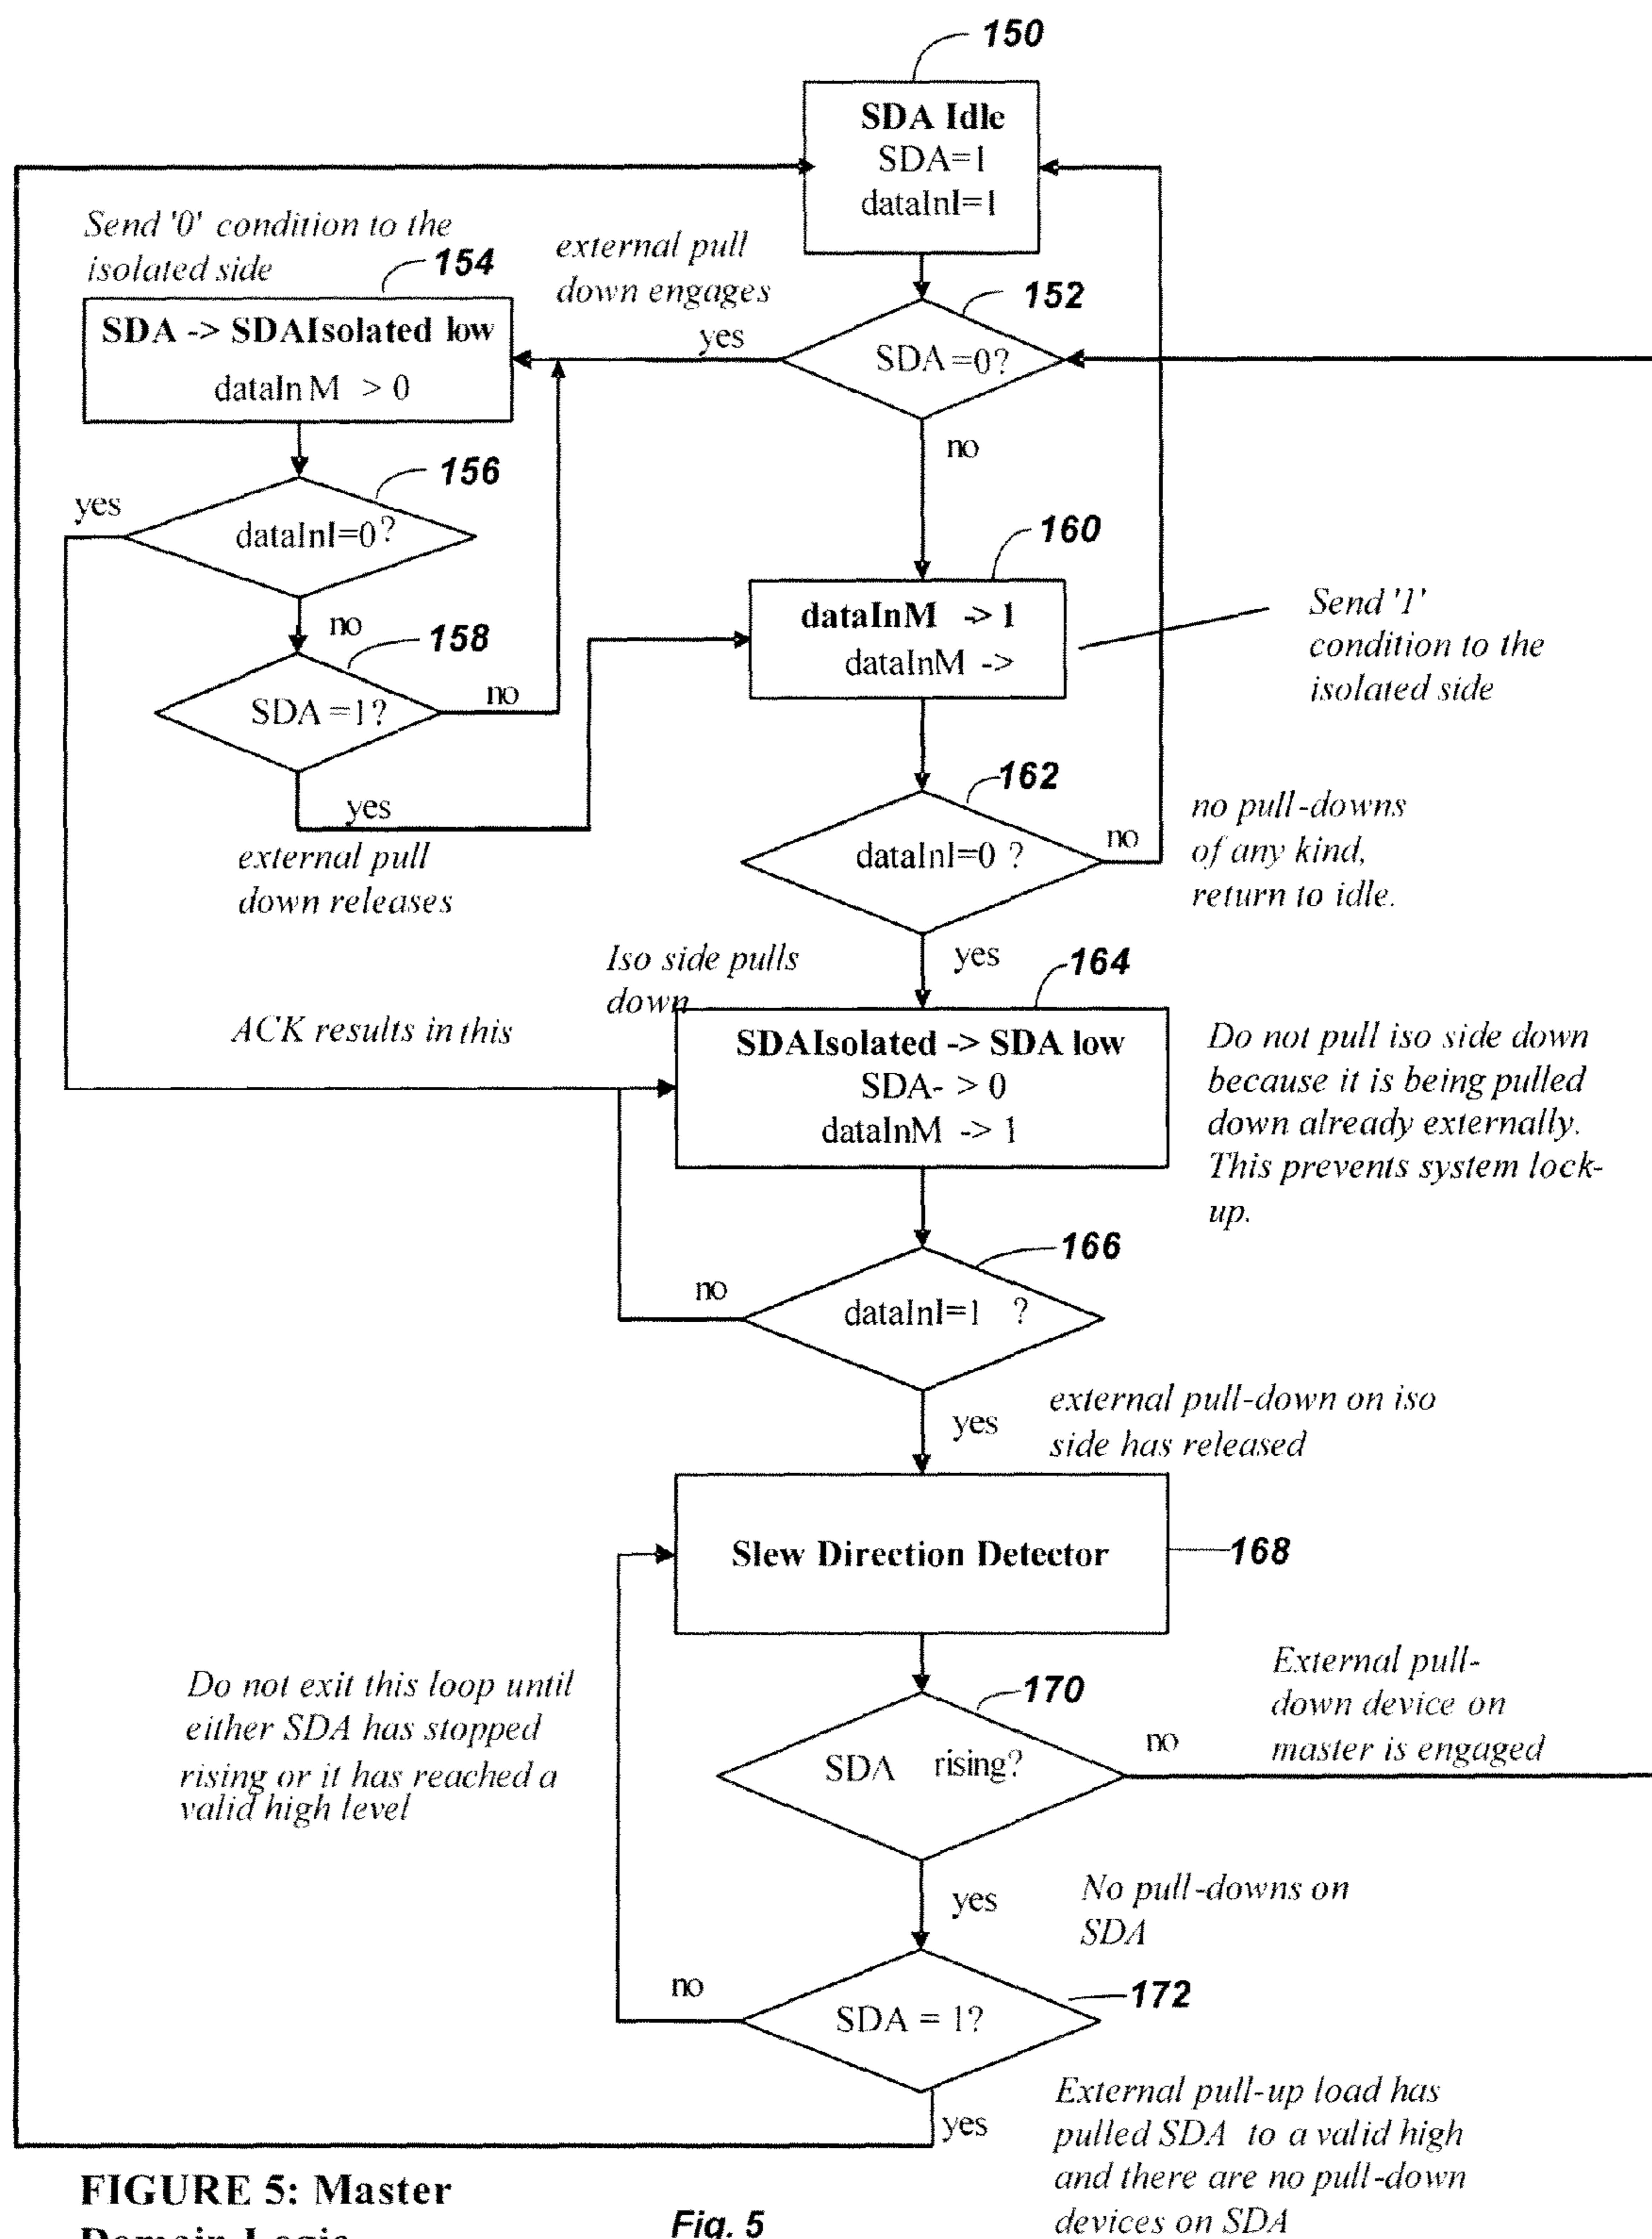 150
SDA Idle
SDA=1
dataInI=1
Send '0' condition to the
isolated side
154
external pull
down engages
152
SDA -> SDAIsolated low
dataInM > 0
yes
SDA=0?
no
156
yes
dataInI=0?
no
158
SDA=1?
no
yes
external pull
down releases
160
dataInM -> 1
dataInM ->
Send '1'
condition to the
isolated side
162
dataInI=0 ?
no
no pull-downs
of any kind,
return to idle.
yes
Iso side pulls
down
164
ACK results in this
SDAIsolated -> SDA low
SDA- > 0
dataInM -> 1
Do not pull iso side down
because it is being pulled
down already externally.
This prevents system lock-
up.
166
no
dataInI=1 ?
yes
external pull-down on iso
side has released
Slew Direction Detector
168
Do not exit this loop until
either SDA has stopped
rising or it has reached a
valid high level
170
SDA rising?
no
External pull-
down device on
master is engaged
yes
No pull-downs on
SDA
172
no
SDA = 1?
yes
External pull-up load has
pulled SDA to a valid high
and there are no pull-down
devices on SDA
FIGURE 5: Master
Domain Logic
Fig. 5